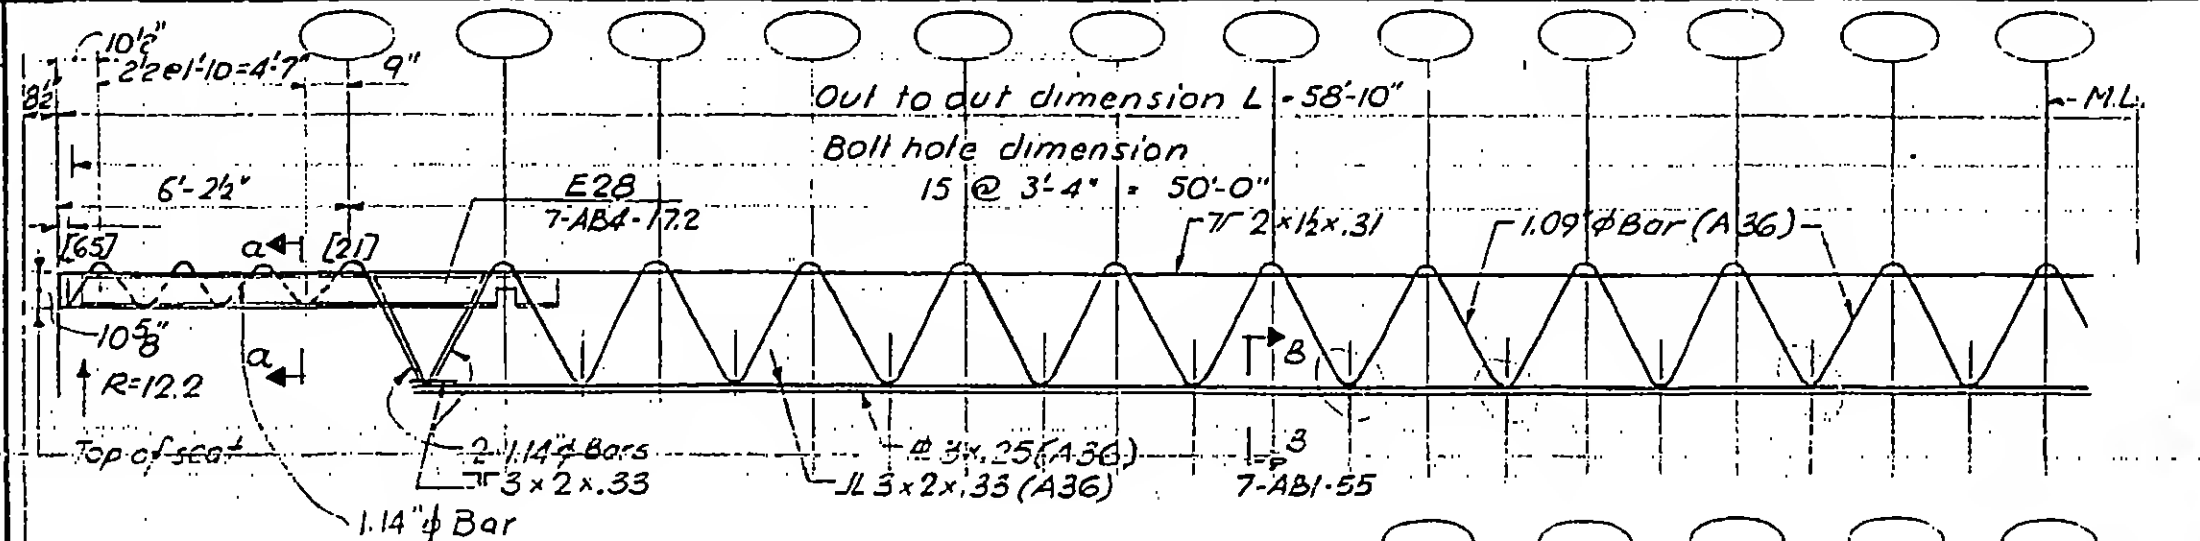 10½"
2½@1'-10=4'-7" 9"
8½
Out to out dimension L = 58'-10"
M.L.
Bolt hole dimension
6'-2½"
E28
15 @ 3'-4" = 50'-0"
7-AB4-17.2
7Γ 2×1½×.31
1.09"φ Bar (A36)
[65]
a
[21]
10⅝"
a
B
R=12.2
Top of seat
2-1.14"φ Bars
3×.25(A36)
B
3×2×.33
JL 3×2×.33 (A36)
7-AB1-55
1.14"φ Bar